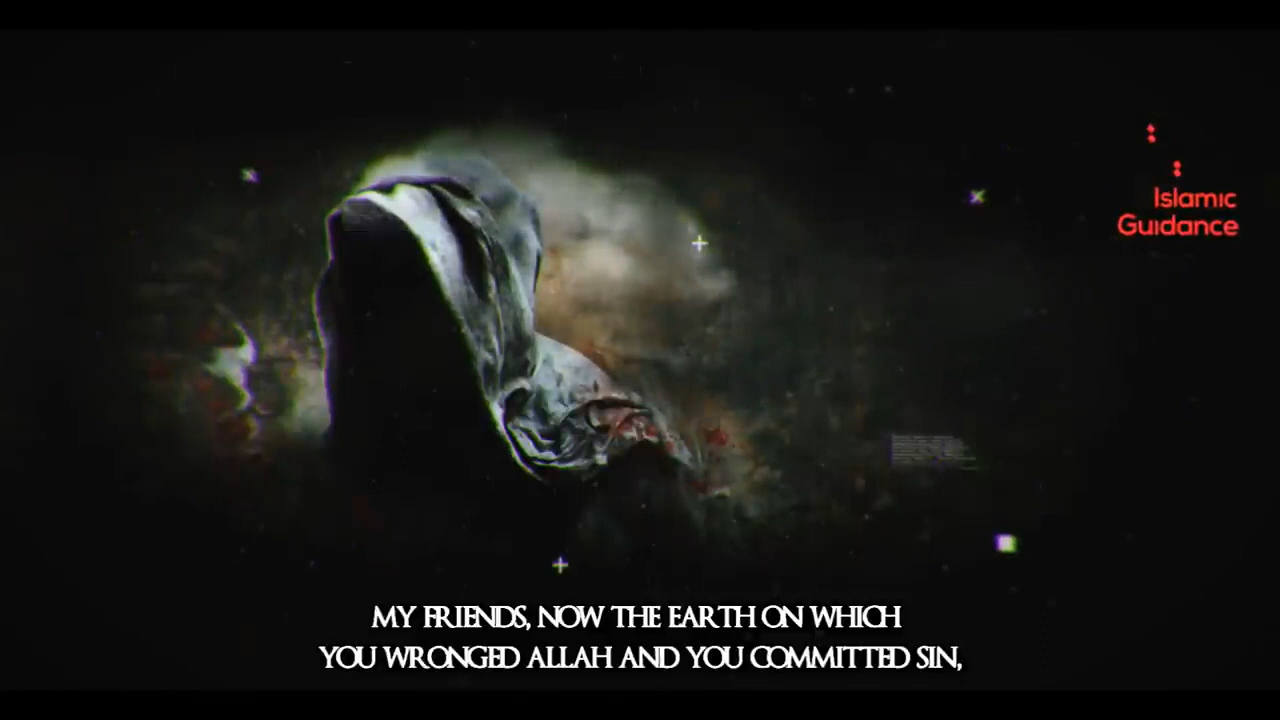 Islamic
Guidance
MY FRIENDS, NOW THE EARTH ON WHICH
YOU WRONGED ALLAH AND YOU COMMITTED SIN,